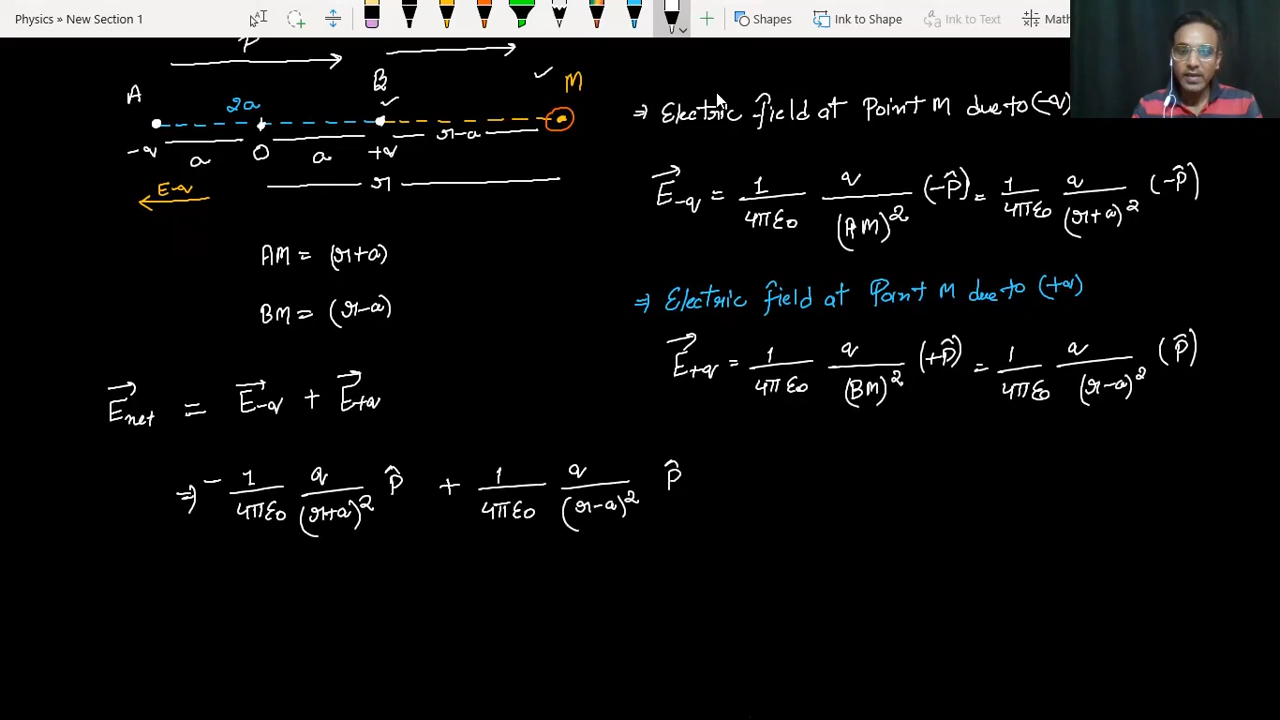 Physics » New Section 1
Shapes
Ink to Shape
Ink to Text
Math
P
A
2a
B
M
-q
a
O
a
+q
r-a
E-q
r
AM = (r+a)
BM = (r-a)
E⃗net = E⃗-q + E⃗+q
⇒ - 1/4πε0 q/(r+a)² P̂ + 1/4πε0 q/(r-a)² P̂
⇒ Electric field at Point M due to (-q)
E⃗-q = 1/4πε0 q/(AM)² (-P̂) = 1/4πε0 q/(r+a)² (-P̂)
⇒ Electric field at Point M due to (+q)
E⃗+q = 1/4πε0 q/(BM)² (+P̂) = 1/4πε0 q/(r-a)² (P̂)